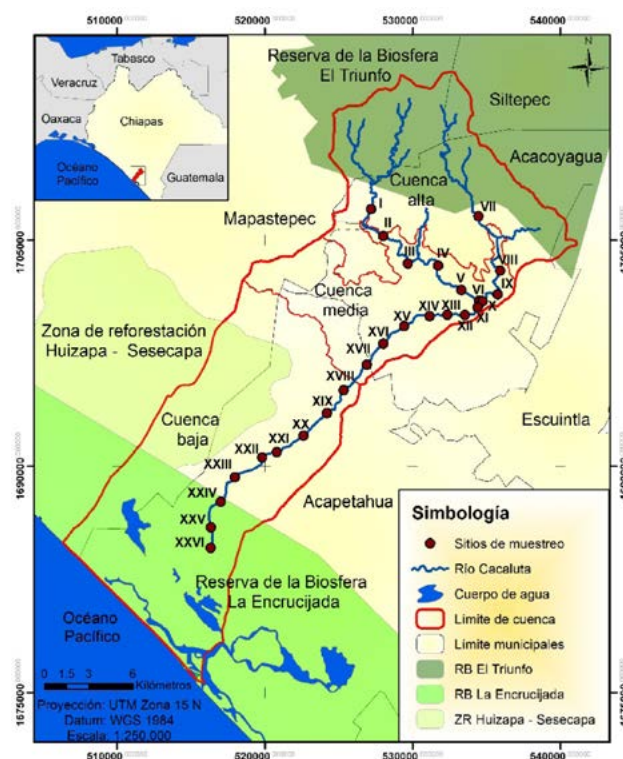 510000
520000
530000
540000
Tabasco
Veracruz
Oaxaca
Chiapas
Océano
Pacífico
Guatemala
Reserva de la Biosfera
El Triunfo
N
Siltepec
Acacoyagua
Cuenca
alta
Mapastepec
1705000
1705000
I
II
III
IV
V
VI
VII
VIII
IX
X
XI
XII
XIII
XIV
XV
XVI
XVII
XVIII
XIX
XX
XXI
XXII
XXIII
XXIV
XXV
XXVI
Cuenca
media
Zona de reforestación
Huizapa - Sesecapa
Cuenca
baja
Escuintla
1690000
Acapetahua
Reserva de la Biosfera
La Encrucijada
Océano
Pacífico
0 1.5 3 6
Kilómetros
Proyección: UTM Zona 15 N
Datum: WGS 1984
Escala: 1:250,000
Simbología
Sitios de muestreo
Río Cacaluta
Cuerpo de agua
Limite de cuenca
Limite municipales
RB El Triunfo
RB La Encrucijada
ZR Huizapa - Sesecapa
1675000
1675000
510000
520000
530000
540000